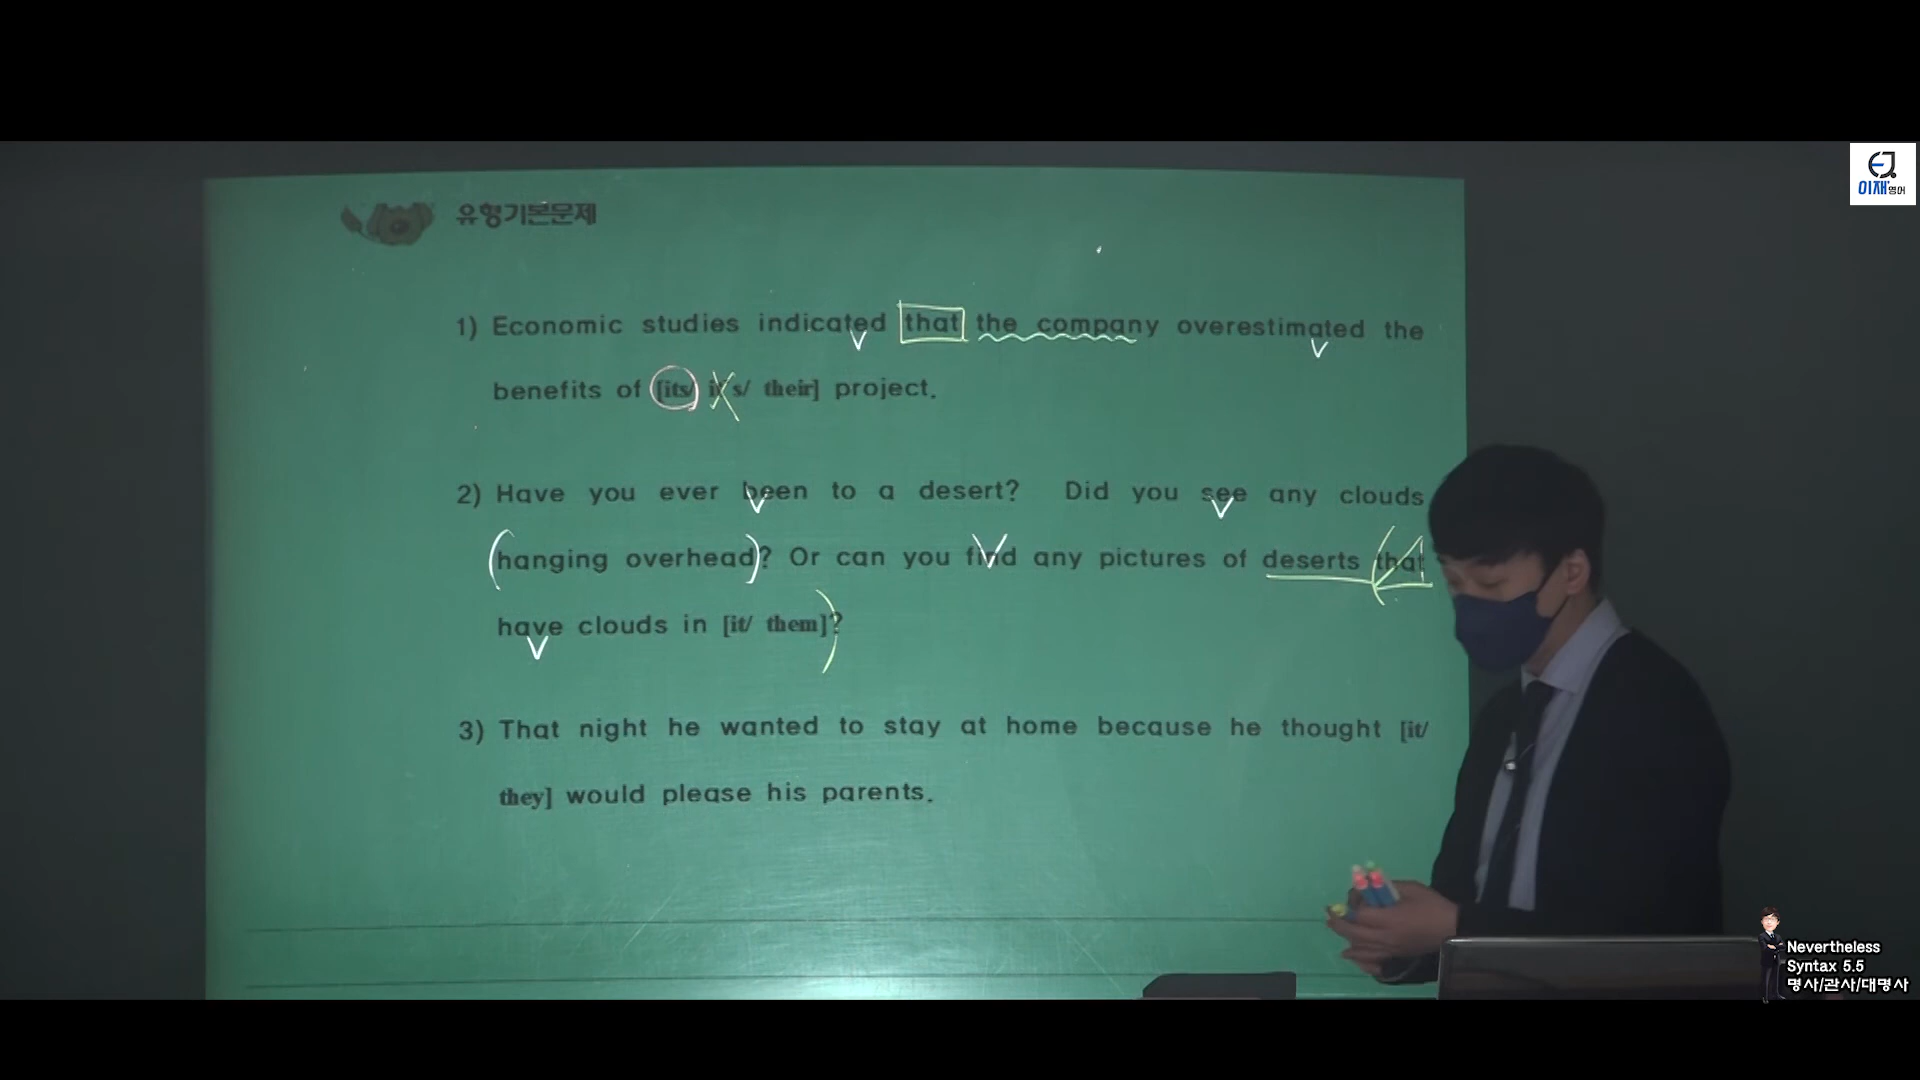 이재영어
유형기본문제
1) Economic studies indicated that the company overestimated the
benefits of [its/ it's/ their] project.
2) Have you ever been to a desert? Did you see any clouds
hanging overhead? Or can you find any pictures of deserts that
have clouds in [it/ them]?
3) That night he wanted to stay at home because he thought [it/
they] would please his parents.
Nevertheless
Syntax 5.5
명사/관사/대명사